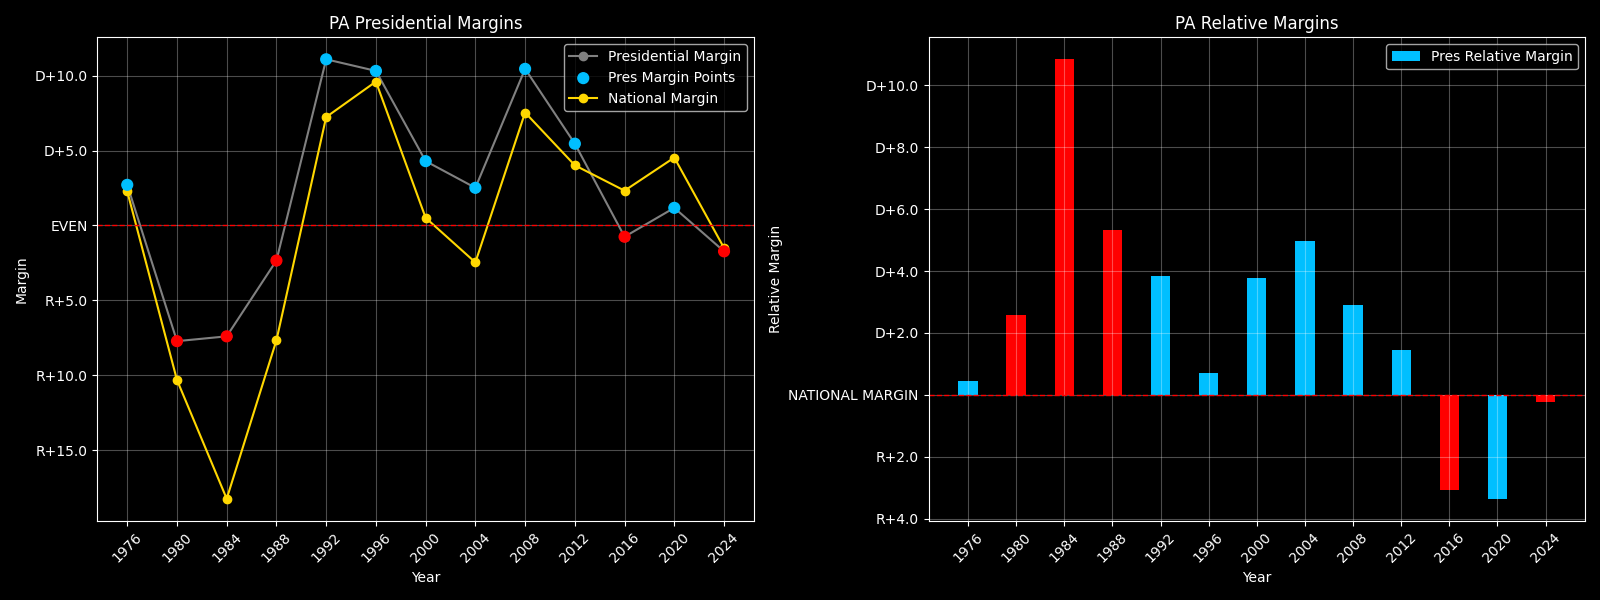 PA Presidential Margins
Presidential Margin
Pres Margin Points
National Margin
D+10.0
D+5.0
EVEN
R+5.0
R+10.0
R+15.0
Margin
1976
1980
1984
1988
1992
1996
2000
2004
2008
2012
2016
2020
2024
Year
PA Relative Margins
Pres Relative Margin
D+10.0
D+8.0
D+6.0
D+4.0
D+2.0
NATIONAL MARGIN
R+2.0
R+4.0
Relative Margin
1976
1980
1984
1988
1992
1996
2000
2004
2008
2012
2016
2020
2024
Year